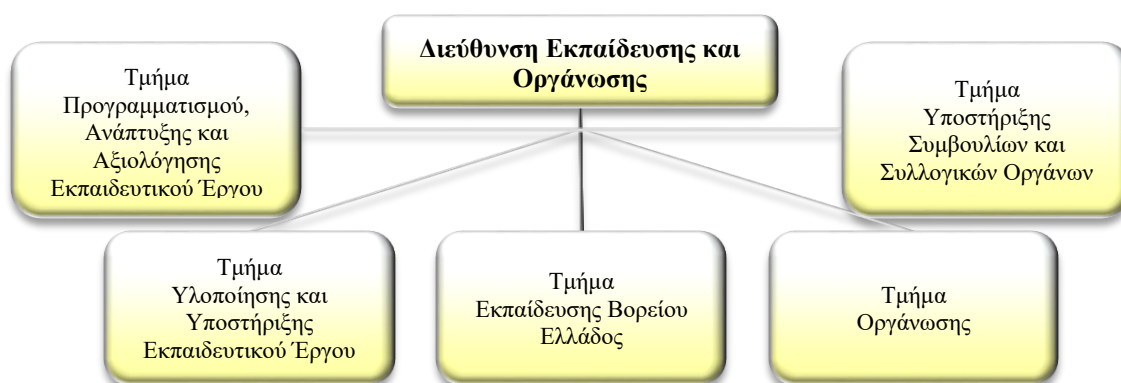 Διεύθυνση Εκπαίδευσης και
Οργάνωσης
Τμήμα
Προγραμματισμού,
Ανάπτυξης και
Αξιολόγησης
Εκπαιδευτικού Έργου
Τμήμα
Υποστήριξης
Συμβουλίων και
Συλλογικών Οργάνων
Τμήμα
Υλοποίησης και
Υποστήριξης
Εκπαιδευτικού Έργου
Τμήμα
Εκπαίδευσης Βορείου
Ελλάδος
Τμήμα
Οργάνωσης